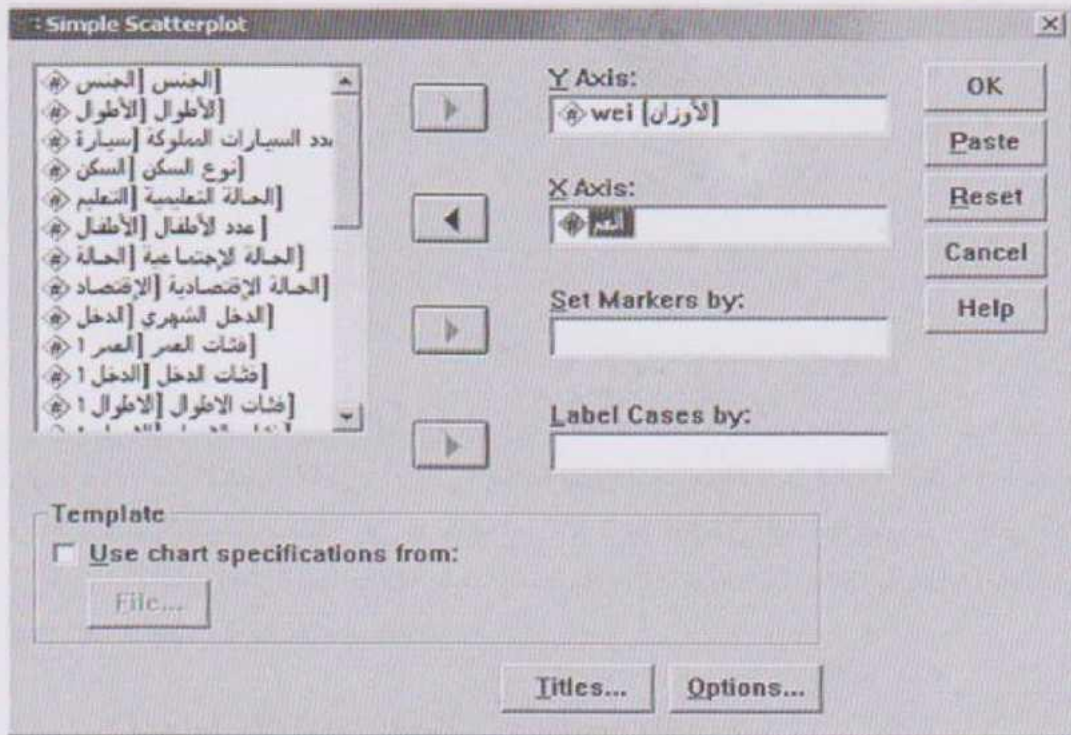 Simple Scatterplot
الجنس [الجنس]
الأطوال [الأطوال]
عدد السيارات المملوكة [سيارة
نوع السكن [السكن]
الحالة التعليمية [التعليم]
عدد الأطفال [الأطفال]
الحالة الإجتماعية [الحالة]
الحالة الإقتصادية [الإقتصاد]
الدخل الشهري [الدخل]
فئات العمر [العمر 1]
فئات الدخل [الدخل 1]
فئات الاطوال [الاطوال 1]
Y Axis:
wei [الأوزان]
X Axis:
Set Markers by:
Label Cases by:
OK
Paste
Reset
Cancel
Help
Template
Use chart specifications from:
File...
Titles...
Options...